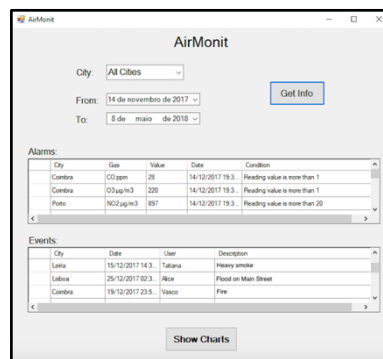 AirMonit
AirMonit
City: All Cities
From: 14 de novembro de 2017
To: 8 de maio de 2018
Get Info
Alarms:
City Gas Value Date Condition
Coimbra CO ppm 28 14/12/2017 19:3... Reading value is more than 1
Coimbra O3 µg/m3 220 14/12/2017 19:3... Reading value is more than 1
Porto NO2 µg/m3 897 14/12/2017 19:3... Reading value is more than 20
Events:
City Date User Description
Leiria 15/12/2017 14:3... Tatiana Heavy smoke
Lisboa 25/12/2017 02:3... Alice Flood on Main Street
Coimbra 19/12/2017 23:5... Vasco Fire
Show Charts